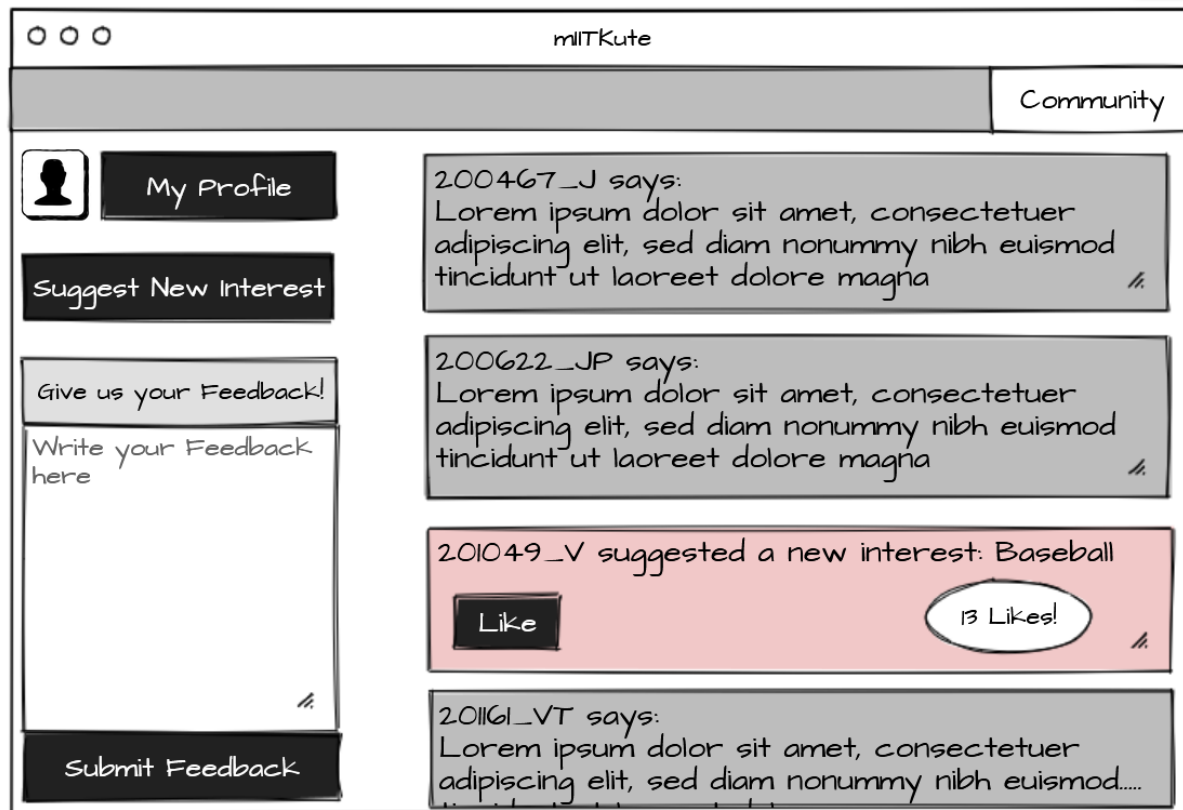 mIITKute
Community
My Profile
Suggest New Interest
Give us your Feedback!
Write your Feedback
here
Submit Feedback
200467_J says:
Lorem ipsum dolor sit amet, consectetuer
adipiscing elit, sed diam nonummy nibh euismod
tincidunt ut laoreet dolore magna
200622_JP says:
Lorem ipsum dolor sit amet, consectetuer
adipiscing elit, sed diam nonummy nibh euismod
tincidunt ut laoreet dolore magna
201049_V suggested a new interest: Baseball
Like
13 Likes!
201161_VT says:
Lorem ipsum dolor sit amet, consectetuer
adipiscing elit, sed diam nonummy nibh euismod.....